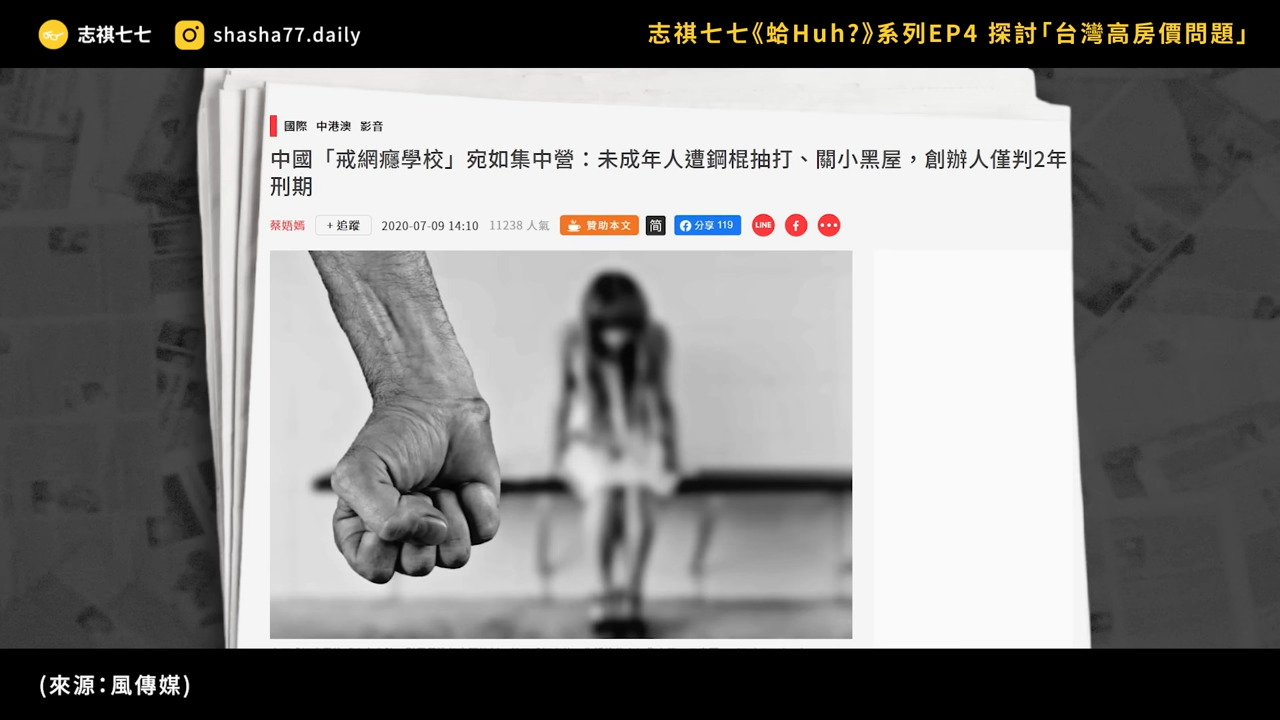 志祺七七 shasha77.daily 志祺七七《蛤Huh?》系列EP4 探討「台灣高房價問題」
國際 中港澳 影音
中國「戒網癮學校」宛如集中營：未成年人遭鋼棍抽打、關小黑屋，創辦人僅判2年
刑期
蔡娪嫣 + 追蹤 2020-07-09 14:10 11238 人氣 贊助本文 简 分享 119 LINE
(來源：風傳媒)